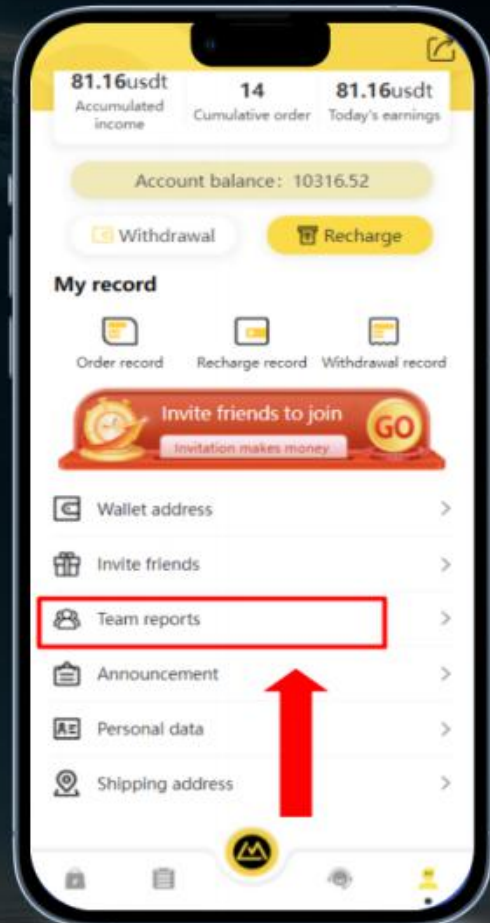 81.16usdt 14 81.16usdt
Accumulated income Cumulative order Today's earnings
Account balance: 10316.52
Withdrawal Recharge
My record
Order record Recharge record Withdrawal record
Invite friends to join
GO
Invitation makes money
Wallet address
Invite friends
Team reports
Announcement
Personal data
Shipping address